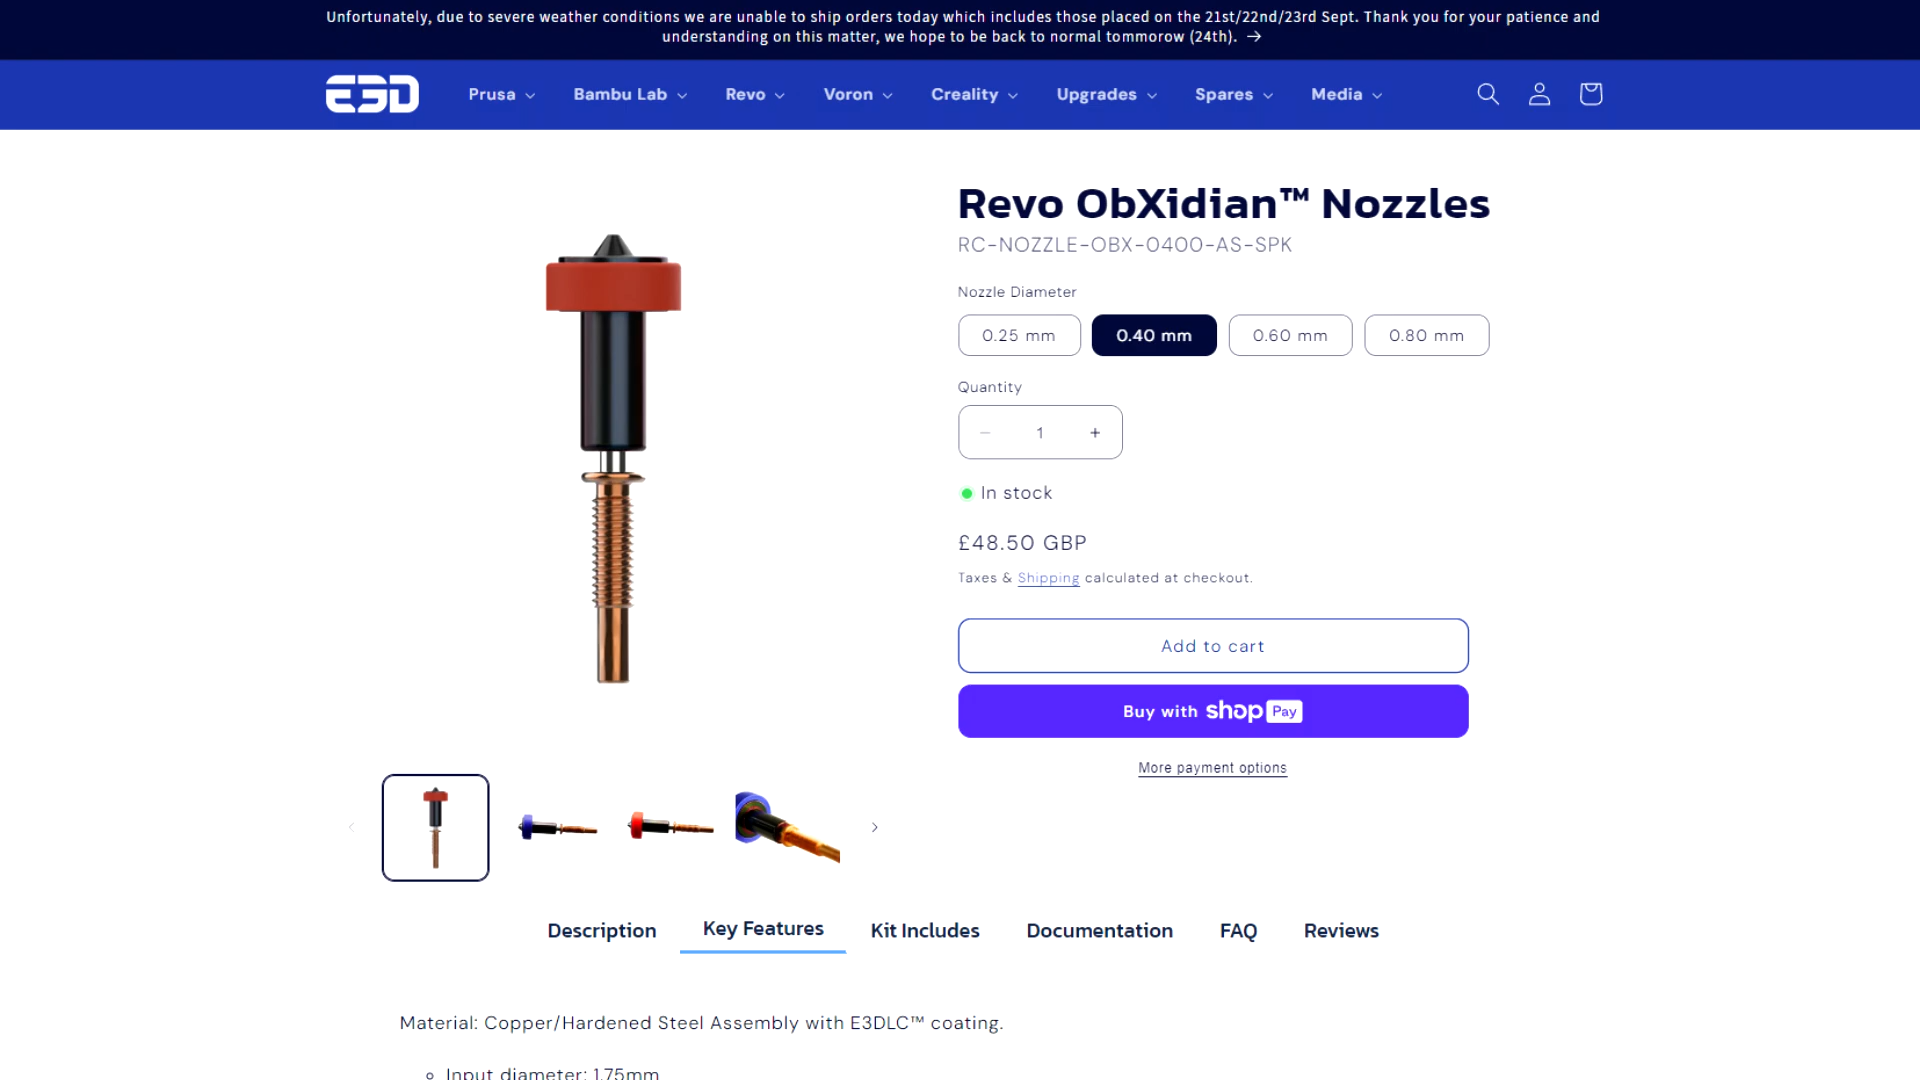 Unfortunately, due to severe weather conditions we are unable to ship orders today which includes those placed on the 21st/22nd/23rd Sept. Thank you for your patience and
understanding on this matter, we hope to be back to normal tommorow (24th). →
E3D
Prusa
Bambu Lab
Revo
Voron
Creality
Upgrades
Spares
Media
Revo ObXidian™ Nozzles
RC-NOZZLE-OBX-0400-AS-SPK
Nozzle Diameter
0.25 mm
0.40 mm
0.60 mm
0.80 mm
Quantity
− 1 +
In stock
£48.50 GBP
Taxes & Shipping calculated at checkout.
Add to cart
Buy with shop Pay
More payment options
Description
Key Features
Kit Includes
Documentation
FAQ
Reviews
Material: Copper/Hardened Steel Assembly with E3DLC™ coating.
Input diameter: 1.75mm